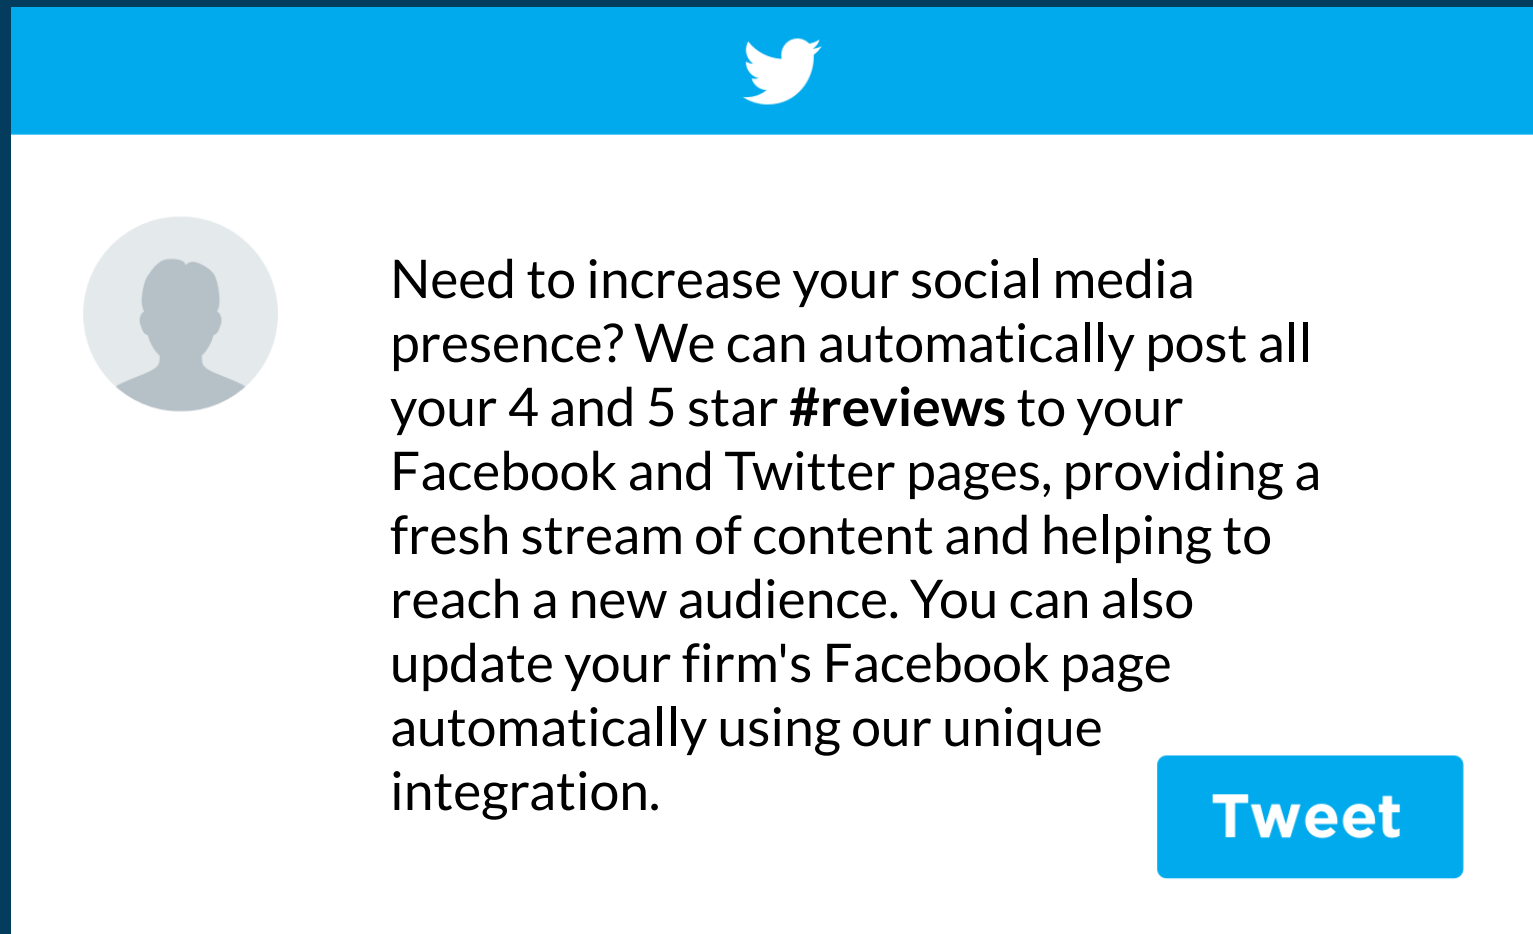 Need to increase your social media
presence? We can automatically post all
your 4 and 5 star #reviews to your
Facebook and Twitter pages, providing a
fresh stream of content and helping to
reach a new audience. You can also
update your firm's Facebook page
automatically using our unique
integration.
Tweet